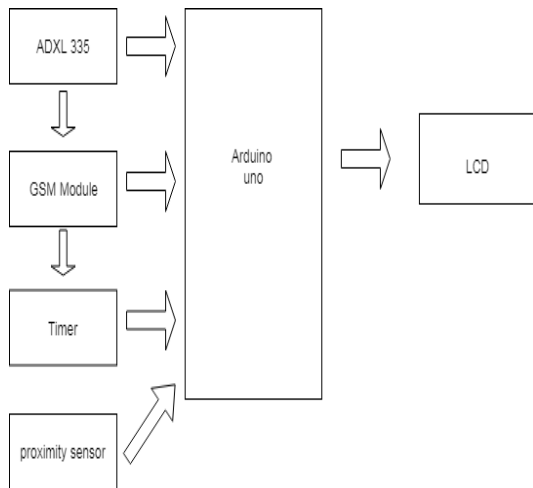 ADXL 335
GSM Module
Timer
proximity sensor
Arduino
uno
LCD